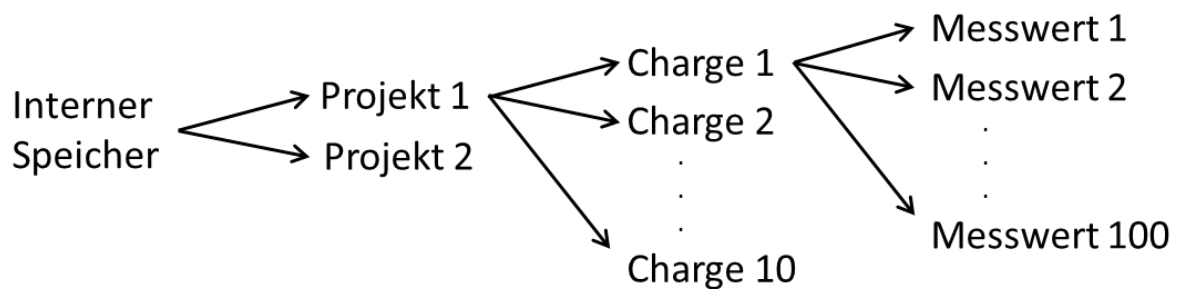 Interner
Speicher
Projekt 1
Projekt 2
Charge 1
Charge 2
.
.
.
Charge 10
Messwert 1
Messwert 2
.
.
.
Messwert 100